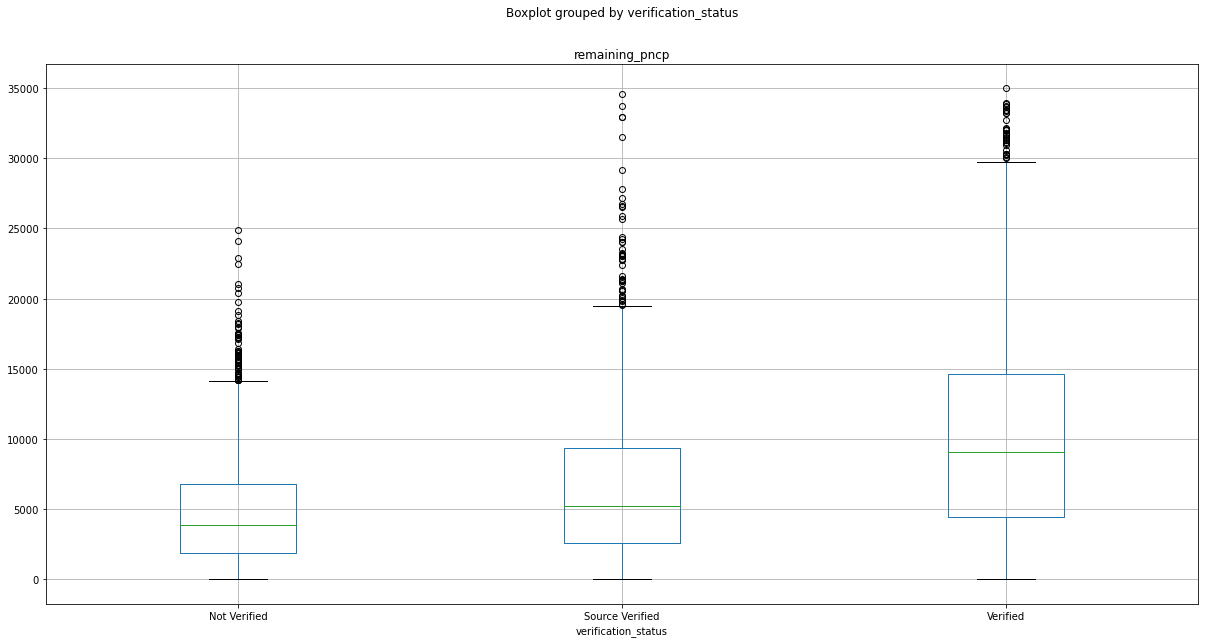 Boxplot grouped by verification_status
remaining_pncp
35000
30000
25000
20000
15000
10000
5000
0
Not Verified Source Verified Verified
verification_status